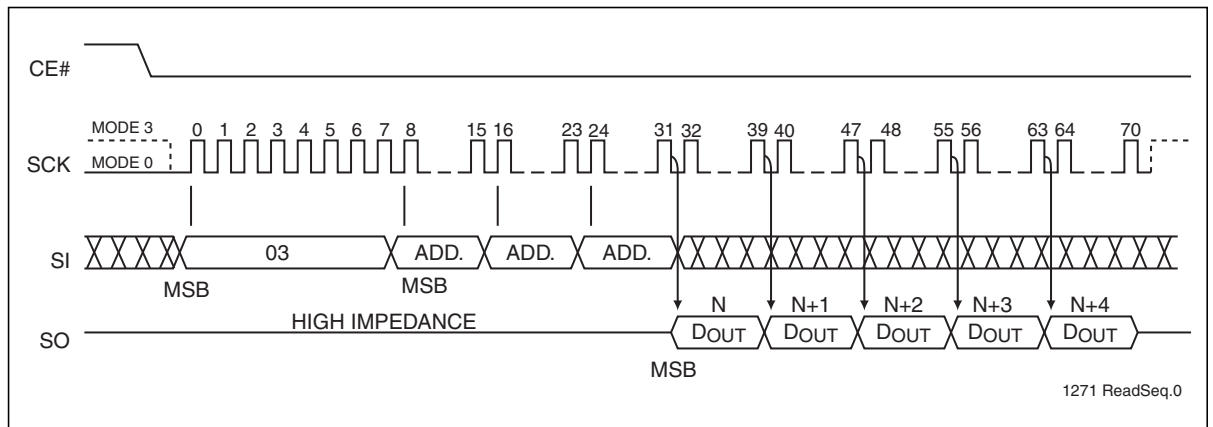 CE#
MODE 3
0 1 2 3 4 5 6 7 8 15 16 23 24 31 32 39 40 47 48 55 56 63 64 70
SCK
MODE 0
SI
03 ADD. ADD. ADD.
MSB MSB
N N+1 N+2 N+3 N+4
HIGH IMPEDANCE
SO
DOUT DOUT DOUT DOUT DOUT
MSB
1271 ReadSeq.0